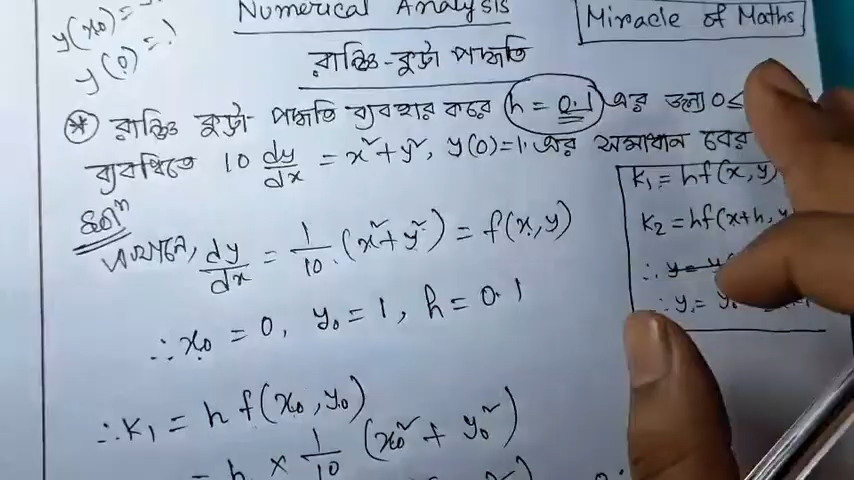 y(x₀)=
y(0)=?
Numerical Analysis
Miracle of Maths
রাঞ্জি-কুট্টা পদ্ধতি
* রাঞ্জি কুট্টা পদ্ধতি ব্যবহার করে h = 0.1 এর জন্য 0≤
ব্যবধিতে 10 dy/dx = x²+y², y(0)=1 এর সমাধান বের
Solⁿ
এখানে, dy/dx = 1/10 (x²+y²) = f(x,y)
K₁= hf(x,y)
K₂=hf(x+h, y
∴ y₁= y₀
∴ x₀ = 0, y₀ = 1, h = 0.1
∴ K₁ = h f(x₀, y₀)
= h × 1/10 (x₀² + y₀²)